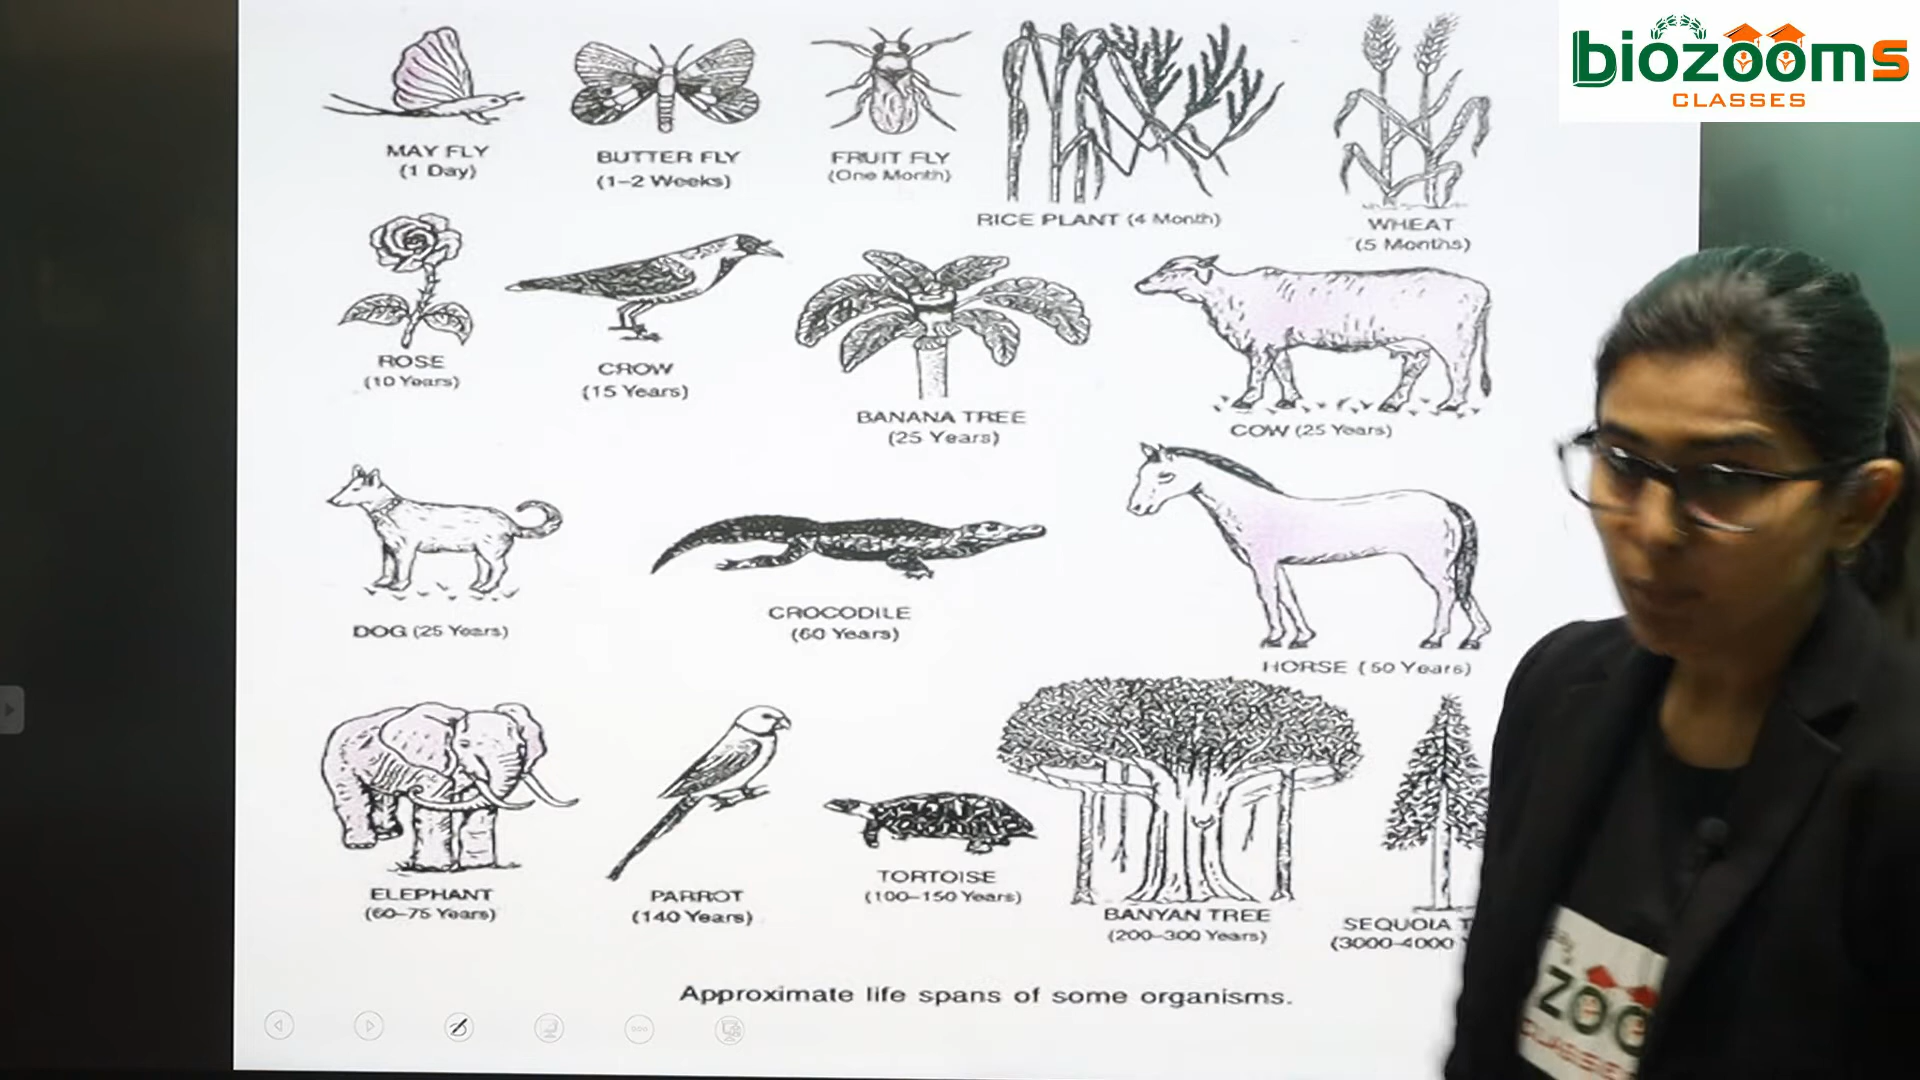 biozooms
CLASSES
MAY FLY
(1 Day)
BUTTER FLY
(1–2 Weeks)
FRUIT FLY
(One Month)
RICE PLANT (4 Month)
WHEAT
(5 Months)
ROSE
(10 Years)
CROW
(15 Years)
BANANA TREE
(25 Years)
COW (25 Years)
DOG (25 Years)
CROCODILE
(60 Years)
HORSE (50 Years)
ELEPHANT
(60–75 Years)
PARROT
(140 Years)
TORTOISE
(100–150 Years)
BANYAN TREE
(200–300 Years)
SEQUOIA T
(3000–4000
Approximate life spans of some organisms.
ZOO
CLASSES